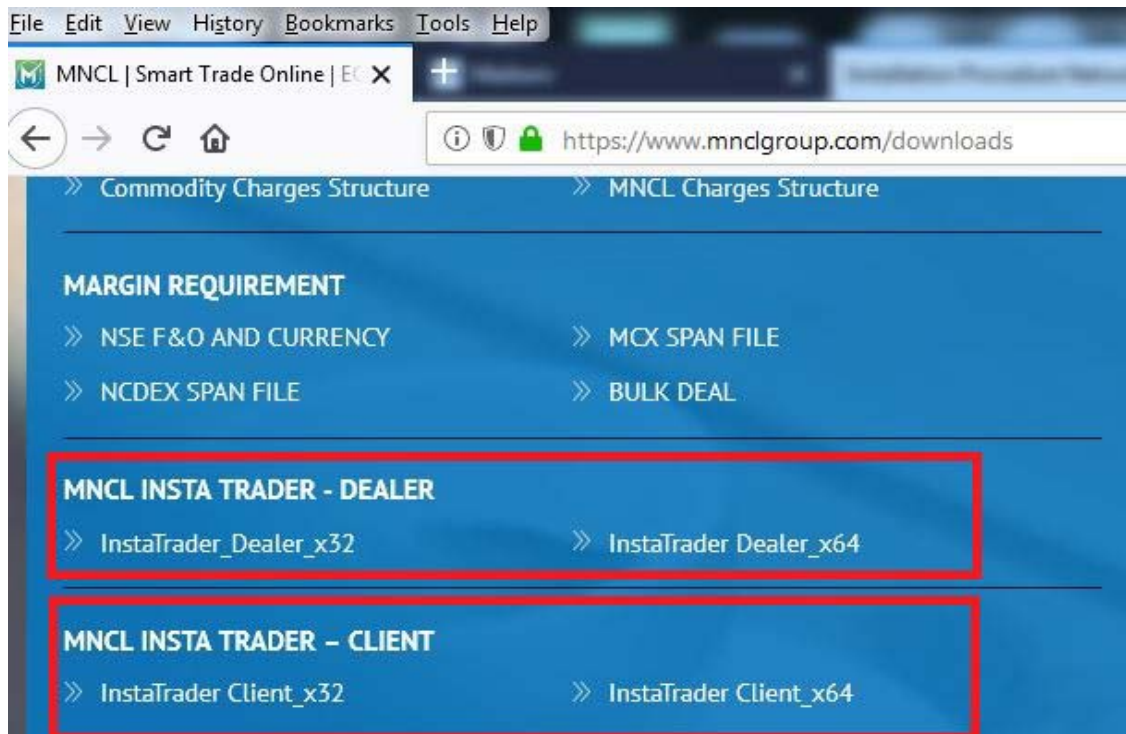 File Edit View History Bookmarks Tools Help
MNCL | Smart Trade Online | EC
https://www.mnclgroup.com/downloads
Commodity Charges Structure MNCL Charges Structure
MARGIN REQUIREMENT
NSE F&O AND CURRENCY MCX SPAN FILE
NCDEX SPAN FILE BULK DEAL
MNCL INSTA TRADER - DEALER
InstaTrader_Dealer_x32 InstaTrader Dealer_x64
MNCL INSTA TRADER – CLIENT
InstaTrader Client_x32 InstaTrader Client_x64